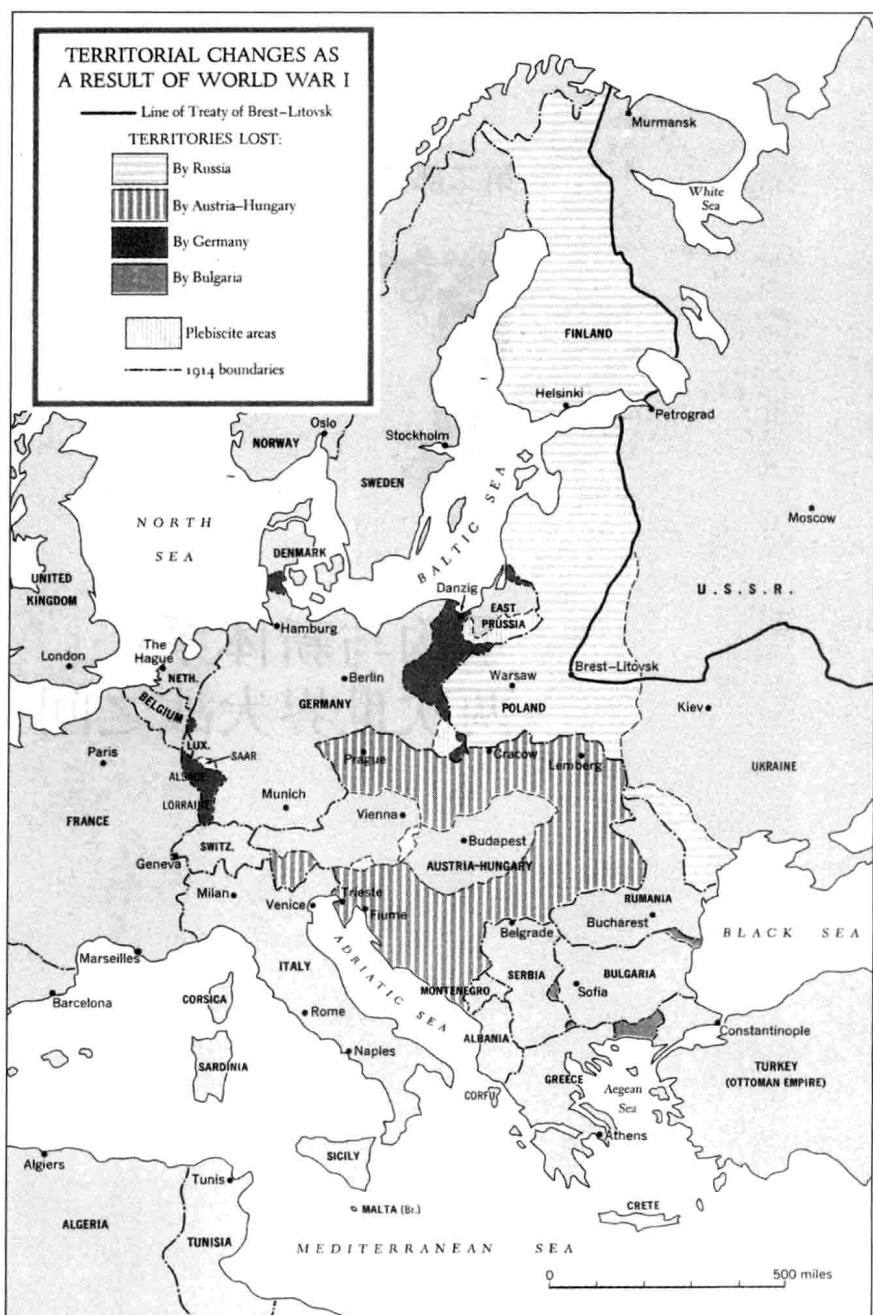 TERRITORIAL CHANGES AS
A RESULT OF WORLD WAR I
Line of Treaty of Brest–Litovsk
TERRITORIES LOST:
By Russia
By Austria–Hungary
By Germany
By Bulgaria
Plebiscite areas
1914 boundaries
Murmansk
White
Sea
FINLAND
Helsinki
Petrograd
Oslo
NORWAY
Stockholm
SWEDEN
BALTIC SEA
Moscow
NORTH
SEA
DENMARK
UNITED
KINGDOM
Danzig
EAST
PRUSSIA
U.S.S.R.
Hamburg
London
The
Hague
NETH.
Berlin
Warsaw
Brest–Litovsk
BELGIUM
GERMANY
POLAND
Kiev
LUX.
SAAR
Paris
Prague
Cracow
Lemberg
ALSACE
UKRAINE
LORRAINE
Munich
Vienna
FRANCE
Budapest
SWITZ.
AUSTRIA–HUNGARY
Geneva
Milan
Venice
Trieste
Fiume
RUMANIA
Bucharest
Belgrade
BLACK SEA
Marseilles
ITALY
ADRIATIC SEA
SERBIA
BULGARIA
Barcelona
CORSICA
MONTENEGRO
Sofia
Rome
Constantinople
ALBANIA
Naples
SARDINIA
GREECE
TURKEY
(OTTOMAN EMPIRE)
CORFU
Aegean
Sea
Athens
Algiers
SICILY
Tunis
MALTA (Br.)
CRETE
ALGERIA
TUNISIA
MEDITERRANEAN SEA
0
500 miles